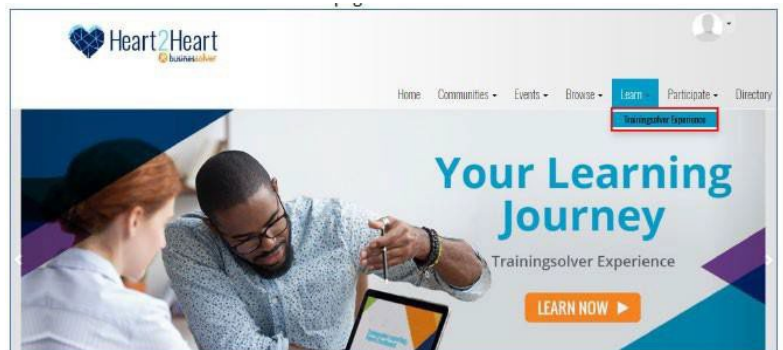 Heart2Heart
businessolver
Home Communities Events Browse Learn Participate Directory
Trainingsolver Experience
Your Learning
Journey
Trainingsolver Experience
LEARN NOW